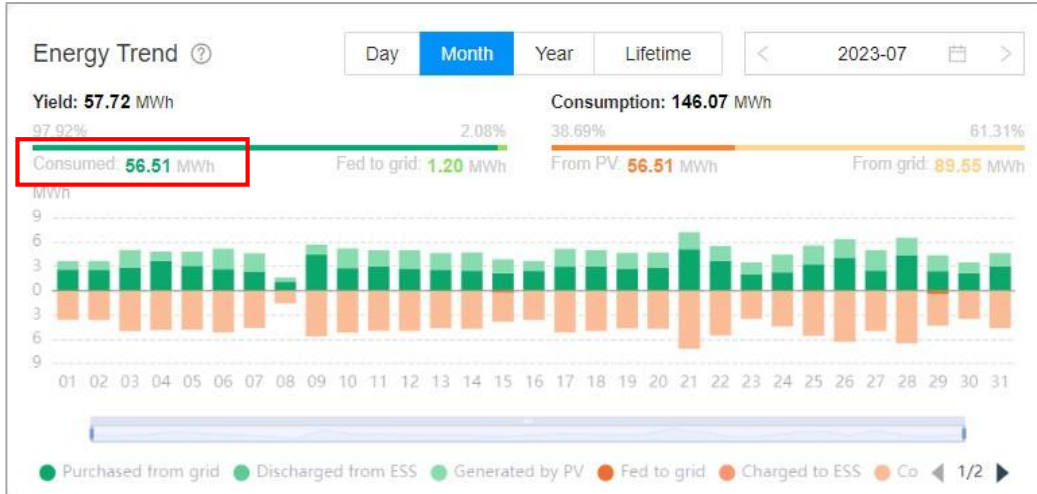 Energy Trend ?
Day Month Year Lifetime < 2023-07 >
Yield: 57.72 MWh Consumption: 146.07 MWh
97.92% 2.08% 38.69% 61.31%
Consumed: 56.51 MWh Fed to grid: 1.20 MWh From PV: 56.51 MWh From grid: 89.55 MWh
MWh
9
6
3
0
3
6
9
01 02 03 04 05 06 07 08 09 10 11 12 13 14 15 16 17 18 19 20 21 22 23 24 25 26 27 28 29 30 31
Purchased from grid Discharged from ESS Generated by PV Fed to grid Charged to ESS Co 1/2